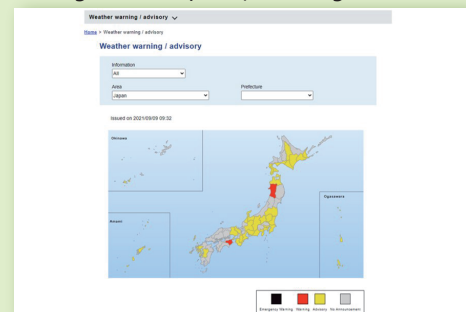 Weather warning / advisory
Home > Weather warning / advisory
Weather warning / advisory
Information
All
Area
Prefecture
Japan
Issued on 2021/09/09 09:32
Okinawa
Ogasawara
Amami
Emergency Warning Warning Advisory No Announcement